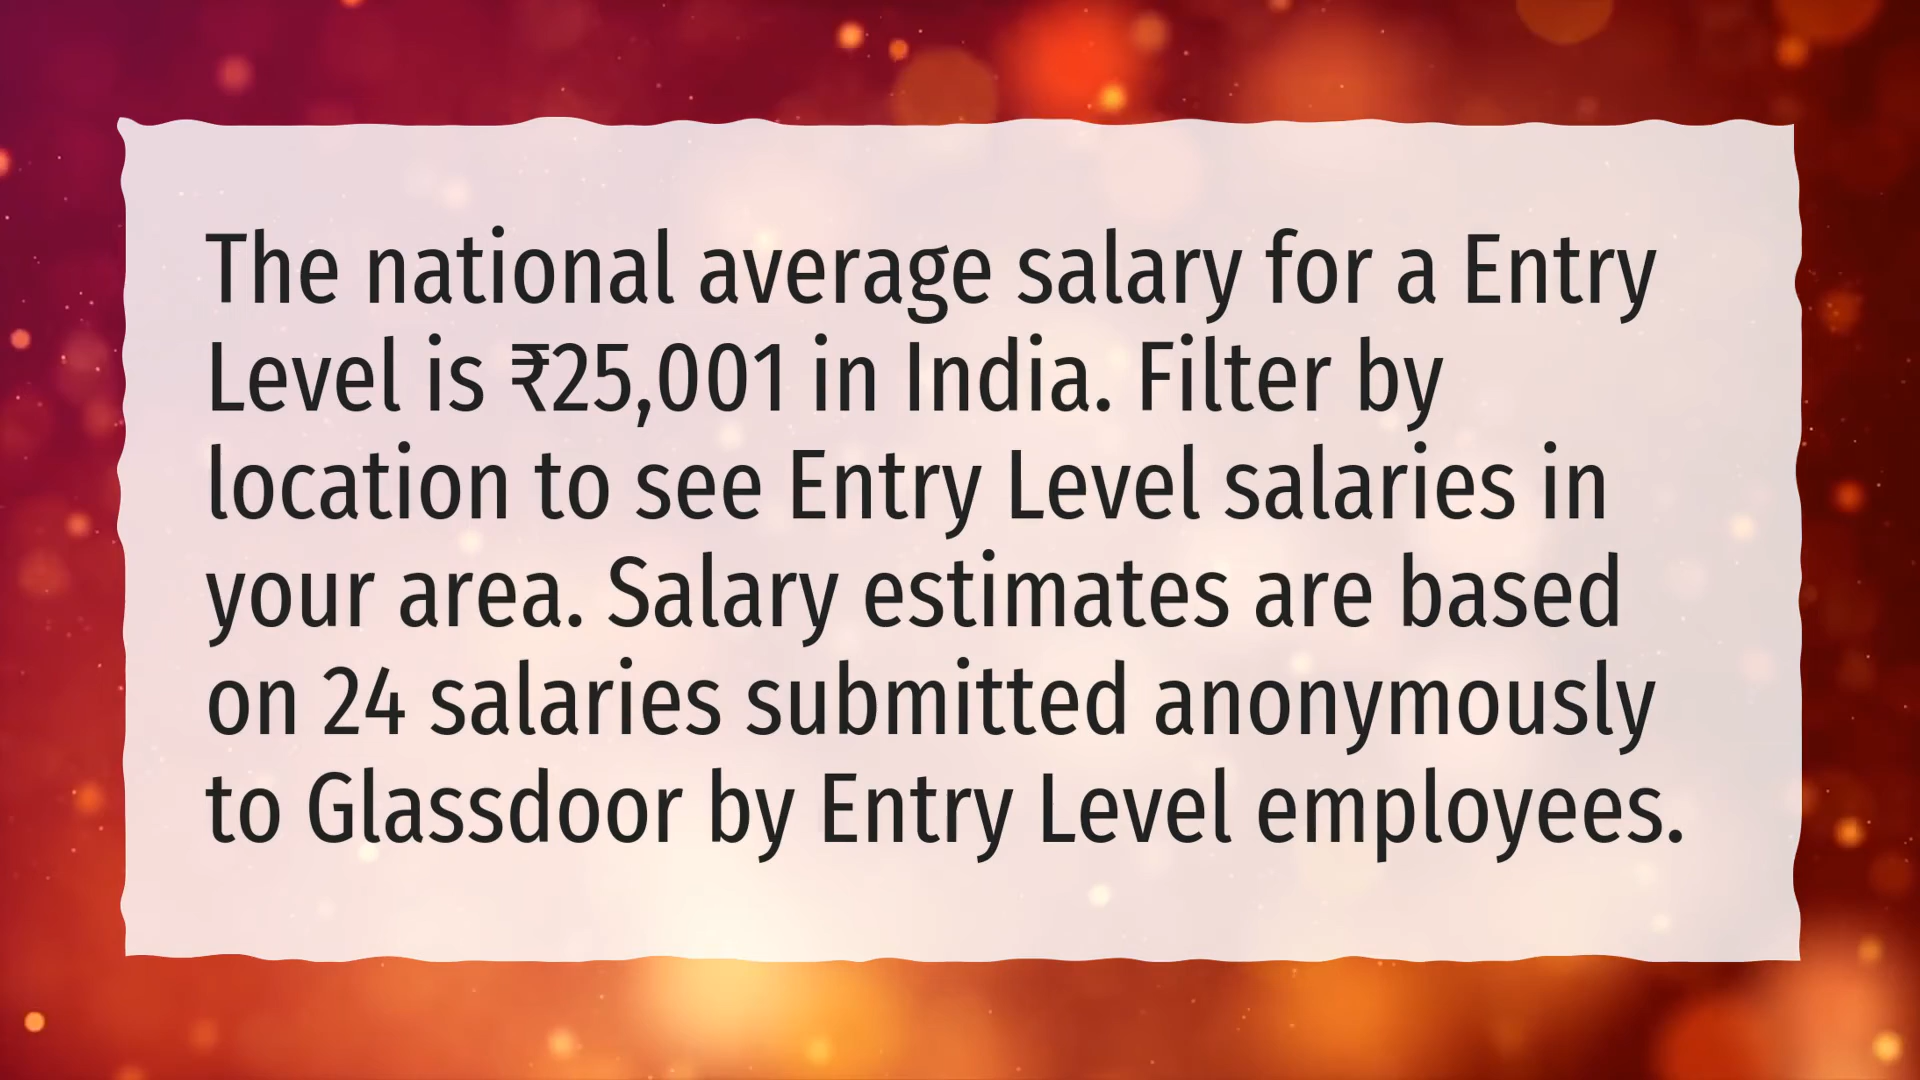 The national average salary for a Entry
Level is ₹25,001 in India. Filter by
location to see Entry Level salaries in
your area. Salary estimates are based
on 24 salaries submitted anonymously
to Glassdoor by Entry Level employees.